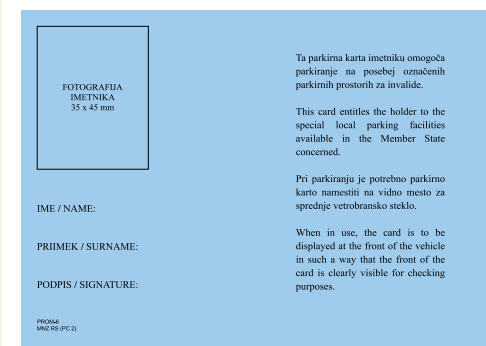 FOTOGRAFIJA
IMETNIKA
35 x 45 mm
IME / NAME:
PRIIMEK / SURNAME:
PODPIS / SIGNATURE:
PROM-6
MNZ RS (PC 2)
Ta parkirna karta imetniku omogoča
parkiranje na posebej označenih
parkirnih prostorih za invalide.
This card entitles the holder to the
special local parking facilities
available in the Member State
concerned.
Pri parkiranju je potrebno parkirno
karto namestiti na vidno mesto za
sprednje vetrobransko steklo.
When in use, the card is to be
displayed at the front of the vehicle
in such a way that the front of the
card is clearly visible for checking
purposes.